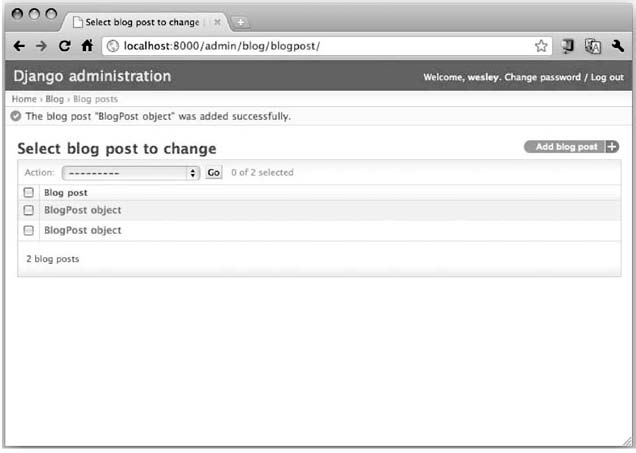 Select blog post to change
localhost:8000/admin/blog/blogpost/
Django administration
Welcome, wesley. Change password / Log out
Home › Blog › Blog posts
The blog post "BlogPost object" was added successfully.
Select blog post to change
Add blog post +
Action: --------- Go 0 of 2 selected
Blog post
BlogPost object
BlogPost object
2 blog posts